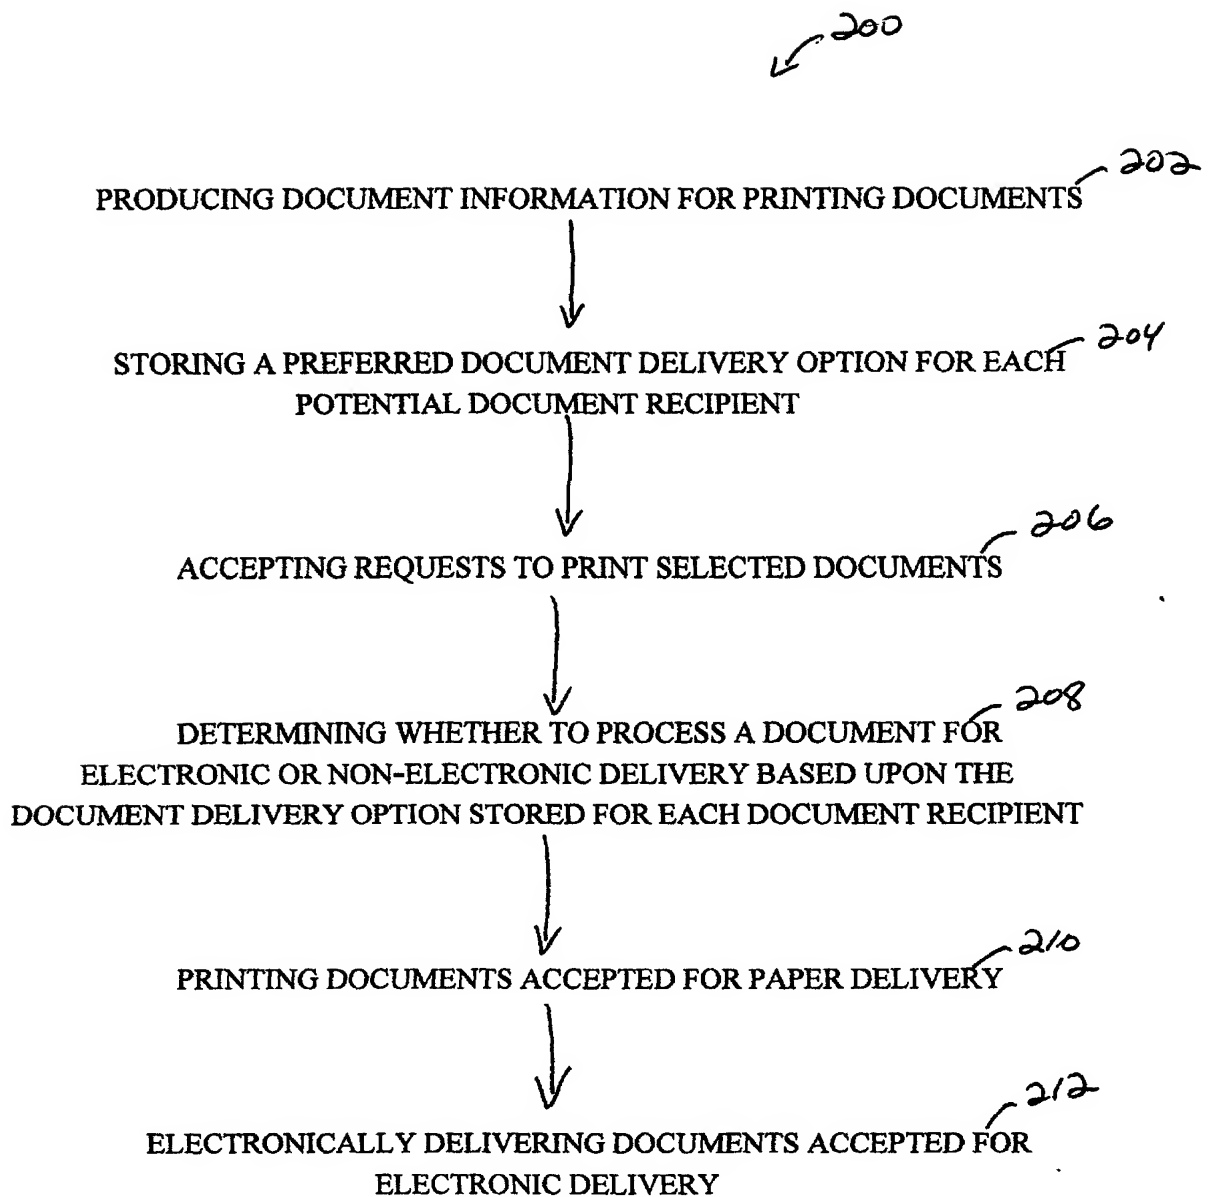 200
202
PRODUCING DOCUMENT INFORMATION FOR PRINTING DOCUMENTS
204
STORING A PREFERRED DOCUMENT DELIVERY OPTION FOR EACH
POTENTIAL DOCUMENT RECIPIENT
206
ACCEPTING REQUESTS TO PRINT SELECTED DOCUMENTS
208
DETERMINING WHETHER TO PROCESS A DOCUMENT FOR
ELECTRONIC OR NON-ELECTRONIC DELIVERY BASED UPON THE
DOCUMENT DELIVERY OPTION STORED FOR EACH DOCUMENT RECIPIENT
210
PRINTING DOCUMENTS ACCEPTED FOR PAPER DELIVERY
212
ELECTRONICALLY DELIVERING DOCUMENTS ACCEPTED FOR
ELECTRONIC DELIVERY